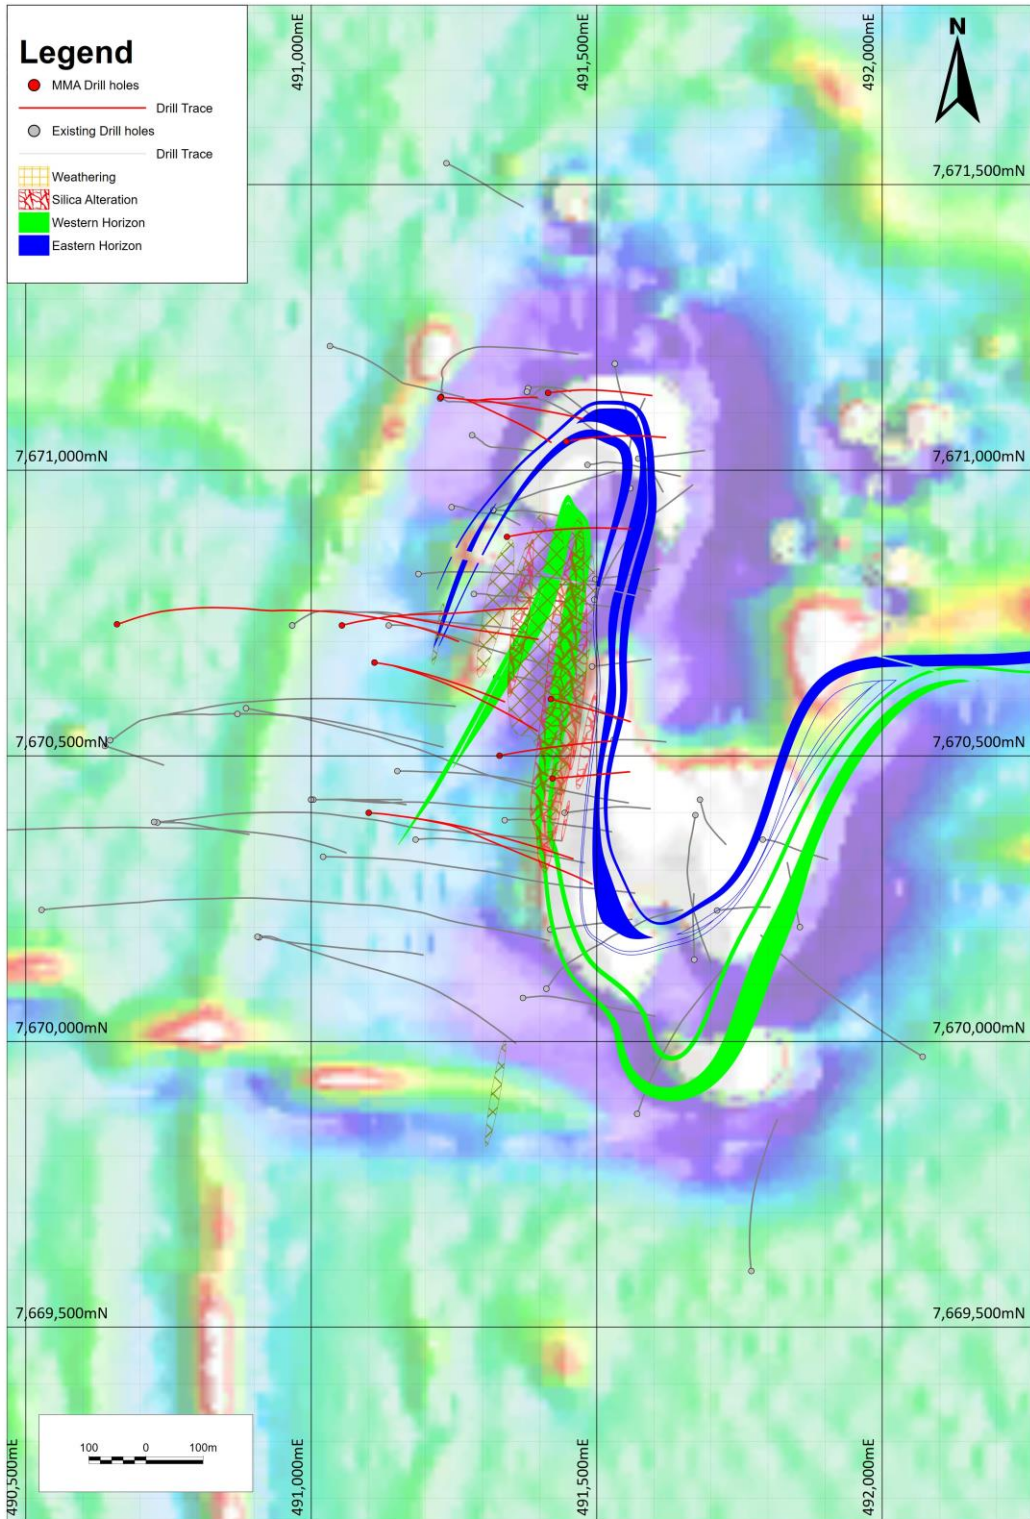 491,000mE
491,500mE
492,000mE
Legend
N
MMA Drill holes
Drill Trace
Existing Drill holes
Drill Trace
Weathering
Silica Alteration
Western Horizon
Eastern Horizon
7,671,500mN
7,671,000mN
7,671,000mN
7,670,500mN
7,670,500mN
7,670,000mN
7,670,000mN
7,669,500mN
7,669,500mN
100 0 100m
490,500mE
491,000mE
491,500mE
492,000mE